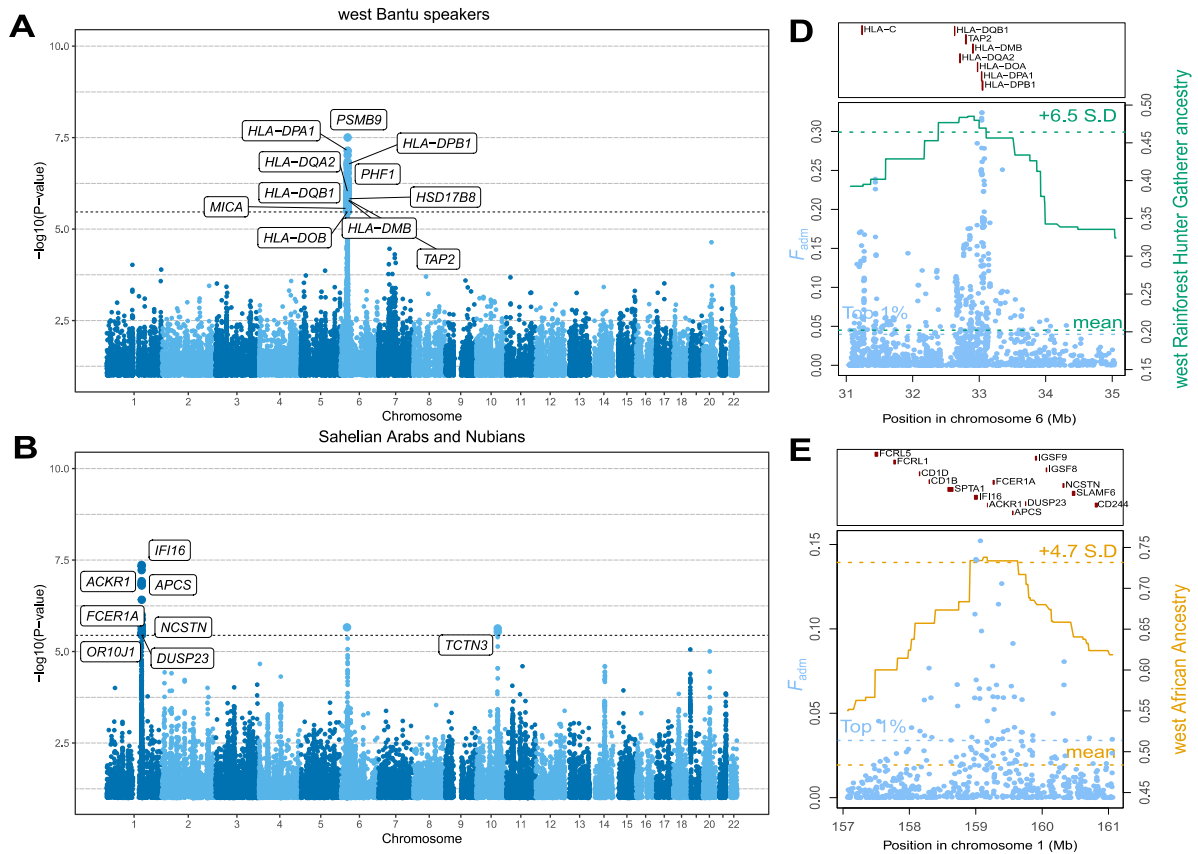 A
west Bantu speakers
−log10(P−value)
10.0
7.5
5.0
2.5
PSMB9
HLA−DPA1
HLA−DPB1
HLA−DQA2
PHF1
HLA−DQB1
HSD17B8
MICA
HLA−DMB
HLA−DOB
TAP2
1 2 3 4 5 6 7 8 9 10 11 12 13 14 15 16 17 18 20 22
Chromosome
B
Sahelian Arabs and Nubians
−log10(P−value)
10.0
7.5
5.0
2.5
IFI16
ACKR1
APCS
FCER1A
NCSTN
OR10J1
DUSP23
TCTN3
1 2 3 4 5 6 7 8 9 10 11 12 13 14 15 16 17 18 20 22
Chromosome
D
HLA−C
HLA−DQB1
TAP2
HLA−DMB
HLA−DQA2
HLA−DOA
HLA−DPA1
HLA−DPB1
+6.5 S.D
Top 1%
mean
Fadm
0.30
0.25
0.20
0.15
0.10
0.05
0.00
0.50
0.45
0.40
0.35
0.30
0.25
0.20
0.15
west Rainforest Hunter Gatherer ancestry
31 32 33 34 35
Position in chromosome 6 (Mb)
E
FCRL5
IGSF9
FCRL1
IGSF8
CD1D
CD1B
FCER1A
NCSTN
SPTA1
SLAMF6
IFI16
ACKR1
DUSP23
CD244
APCS
+4.7 S.D
Top 1%
mean
Fadm
0.15
0.10
0.05
0.00
0.75
0.70
0.65
0.60
0.55
0.50
0.45
west African Ancestry
157 158 159 160 161
Position in chromosome 1 (Mb)